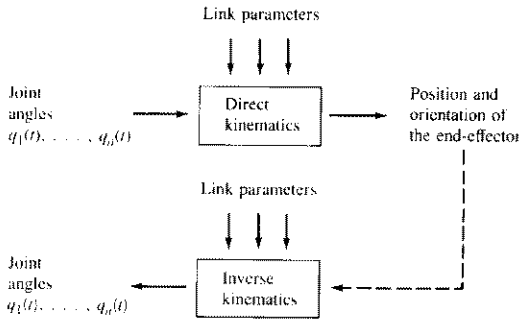 Link parameters
Joint
angles
q₁(t), . . . . , qₙ(t)
Direct
kinematics
Position and
orientation of
the end-effector
Link parameters
Joint
angles
q₁(t), . . . . , qₙ(t)
Inverse
kinematics